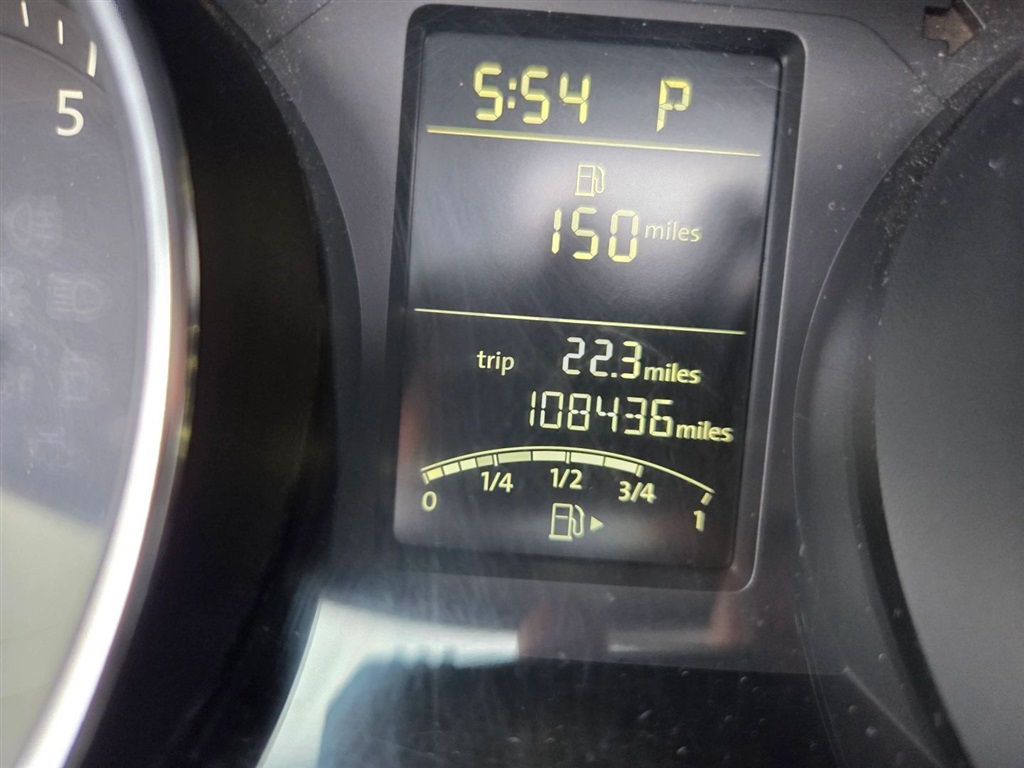 5
5:54 P
150 miles
trip 22.3 miles
108436 miles
0 1/4 1/2 3/4 1